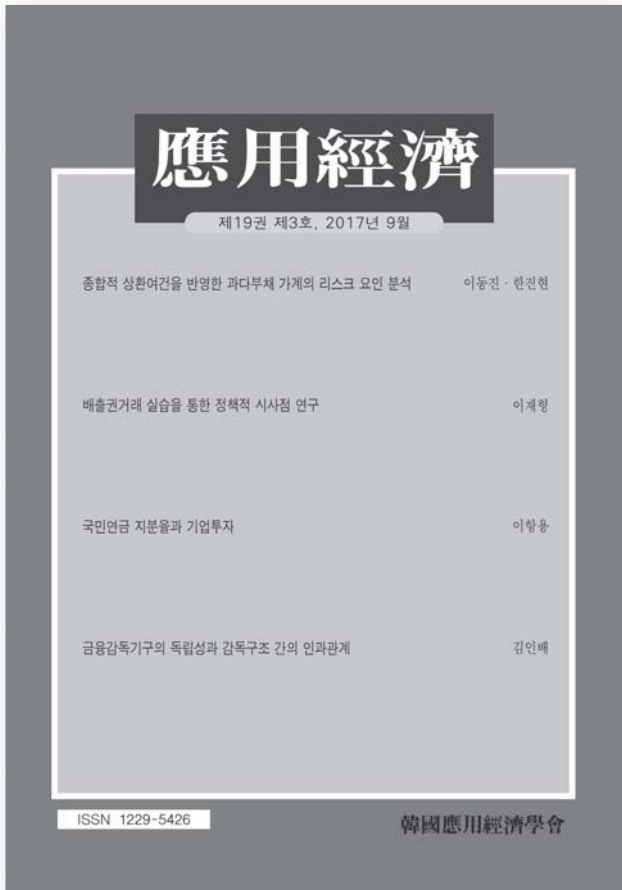 應用經濟
제19권 제3호, 2017년 9월
종합적 상환여건을 반영한 과다부채 가계의 리스크 요인 분석 이동진 · 한진현
배출권거래 실습을 통한 정책적 시사점 연구 이재형
국민연금 지분율과 기업투자 이항용
금융감독기구의 독립성과 감독구조 간의 인과관계 김인배
ISSN 1229-5426
韓國應用經濟學會